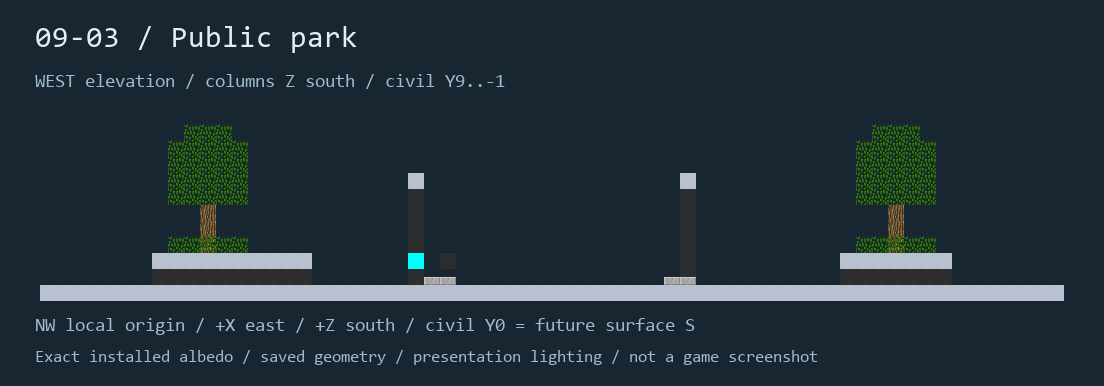 09-03 / Public park
WEST elevation / columns Z south / civil Y9..-1
NW local origin / +X east / +Z south / civil Y0 = future surface S
Exact installed albedo / saved geometry / presentation lighting / not a game screenshot